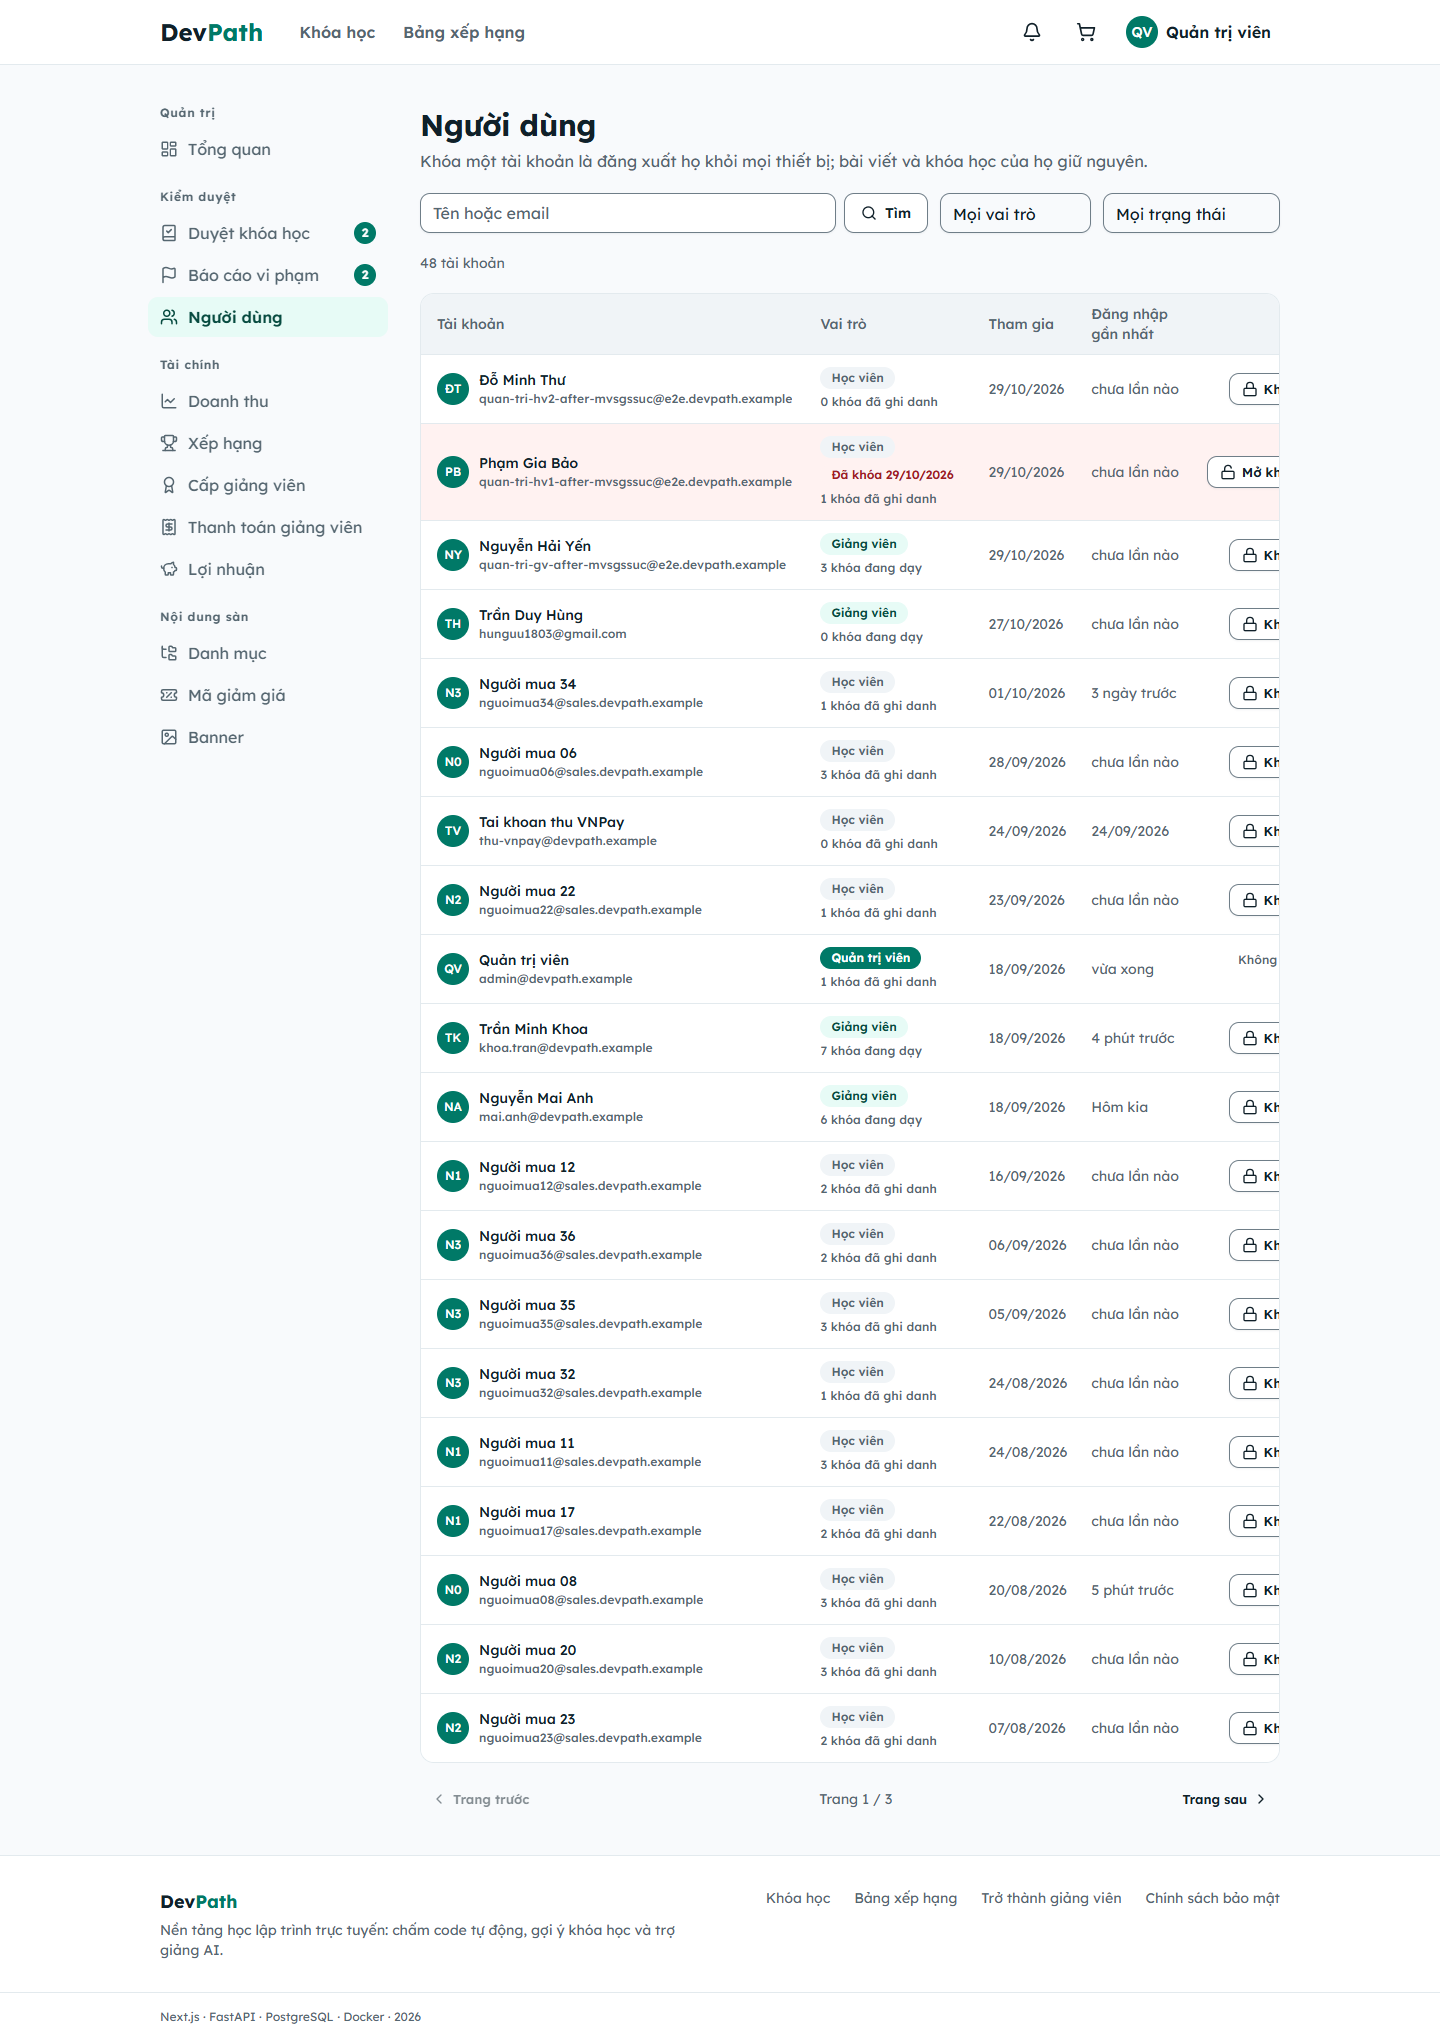 DevPath
Khóa học
Bảng xếp hạng
QV
Quản trị viên
Quản trị
Tổng quan
Kiểm duyệt
Duyệt khóa học
2
Báo cáo vi phạm
2
Người dùng
Tài chính
Doanh thu
Xếp hạng
Cấp giảng viên
Thanh toán giảng viên
Lợi nhuận
Nội dung sàn
Danh mục
Mã giảm giá
Banner
Người dùng
Khóa một tài khoản là đăng xuất họ khỏi mọi thiết bị; bài viết và khóa học của họ giữ nguyên.
Tên hoặc email
Tìm
Mọi vai trò
Mọi trạng thái
48 tài khoản
Tài khoản
Vai trò
Tham gia
Đăng nhập
gần nhất
ĐT
Đỗ Minh Thư
quan-tri-hv2-after-mvsgssuc@e2e.devpath.example
Học viên
0 khóa đã ghi danh
29/10/2026
chưa lần nào
Kh
PB
Phạm Gia Bảo
quan-tri-hv1-after-mvsgssuc@e2e.devpath.example
Học viên
Đã khóa 29/10/2026
1 khóa đã ghi danh
29/10/2026
chưa lần nào
Mở kh
NY
Nguyễn Hải Yến
quan-tri-gv-after-mvsgssuc@e2e.devpath.example
Giảng viên
3 khóa đang dạy
29/10/2026
chưa lần nào
Kh
TH
Trần Duy Hùng
hunguu1803@gmail.com
Giảng viên
0 khóa đang dạy
27/10/2026
chưa lần nào
Kh
N3
Người mua 34
nguoimua34@sales.devpath.example
Học viên
1 khóa đã ghi danh
01/10/2026
3 ngày trước
Kh
N0
Người mua 06
nguoimua06@sales.devpath.example
Học viên
3 khóa đã ghi danh
28/09/2026
chưa lần nào
Kh
TV
Tai khoan thu VNPay
thu-vnpay@devpath.example
Học viên
0 khóa đã ghi danh
24/09/2026
24/09/2026
Kh
N2
Người mua 22
nguoimua22@sales.devpath.example
Học viên
1 khóa đã ghi danh
23/09/2026
chưa lần nào
Kh
QV
Quản trị viên
admin@devpath.example
Quản trị viên
1 khóa đã ghi danh
18/09/2026
vừa xong
Không
TK
Trần Minh Khoa
khoa.tran@devpath.example
Giảng viên
7 khóa đang dạy
18/09/2026
4 phút trước
Kh
NA
Nguyễn Mai Anh
mai.anh@devpath.example
Giảng viên
6 khóa đang dạy
18/09/2026
Hôm kia
Kh
N1
Người mua 12
nguoimua12@sales.devpath.example
Học viên
2 khóa đã ghi danh
16/09/2026
chưa lần nào
Kh
N3
Người mua 36
nguoimua36@sales.devpath.example
Học viên
2 khóa đã ghi danh
06/09/2026
chưa lần nào
Kh
N3
Người mua 35
nguoimua35@sales.devpath.example
Học viên
3 khóa đã ghi danh
05/09/2026
chưa lần nào
Kh
N3
Người mua 32
nguoimua32@sales.devpath.example
Học viên
1 khóa đã ghi danh
24/08/2026
chưa lần nào
Kh
N1
Người mua 11
nguoimua11@sales.devpath.example
Học viên
3 khóa đã ghi danh
24/08/2026
chưa lần nào
Kh
N1
Người mua 17
nguoimua17@sales.devpath.example
Học viên
2 khóa đã ghi danh
22/08/2026
chưa lần nào
Kh
N0
Người mua 08
nguoimua08@sales.devpath.example
Học viên
3 khóa đã ghi danh
20/08/2026
5 phút trước
Kh
N2
Người mua 20
nguoimua20@sales.devpath.example
Học viên
3 khóa đã ghi danh
10/08/2026
chưa lần nào
Kh
N2
Người mua 23
nguoimua23@sales.devpath.example
Học viên
2 khóa đã ghi danh
07/08/2026
chưa lần nào
Kh
Trang trước
Trang 1 / 3
Trang sau
DevPath
Nền tảng học lập trình trực tuyến: chấm code tự động, gợi ý khóa học và trợ
giảng AI.
Khóa học
Bảng xếp hạng
Trở thành giảng viên
Chính sách bảo mật
Next.js · FastAPI · PostgreSQL · Docker · 2026